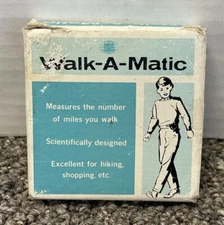 Walk-A-Matic
Measures the number
of miles you walk
Scientifically designed
Excellent for hiking,
shopping, etc.